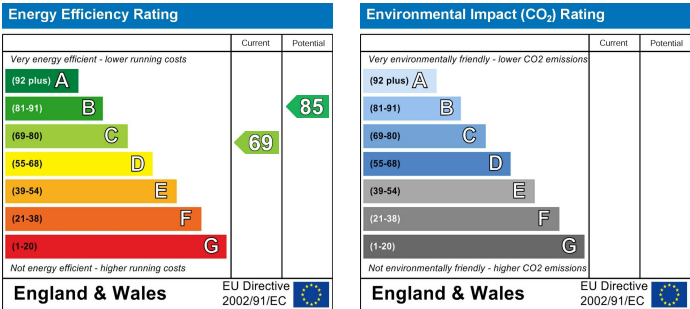 Energy Efficiency Rating
Current
Potential
Very energy efficient - lower running costs
(92 plus) A
(81-91) B
(69-80) C
(55-68) D
(39-54) E
(21-38) F
(1-20) G
69
85
Not energy efficient - higher running costs
England & Wales
EU Directive
2002/91/EC
Environmental Impact (CO₂) Rating
Current
Potential
Very environmentally friendly - lower CO2 emissions
(92 plus) A
(81-91) B
(69-80) C
(55-68) D
(39-54) E
(21-38) F
(1-20) G
Not environmentally friendly - higher CO2 emissions
England & Wales
EU Directive
2002/91/EC